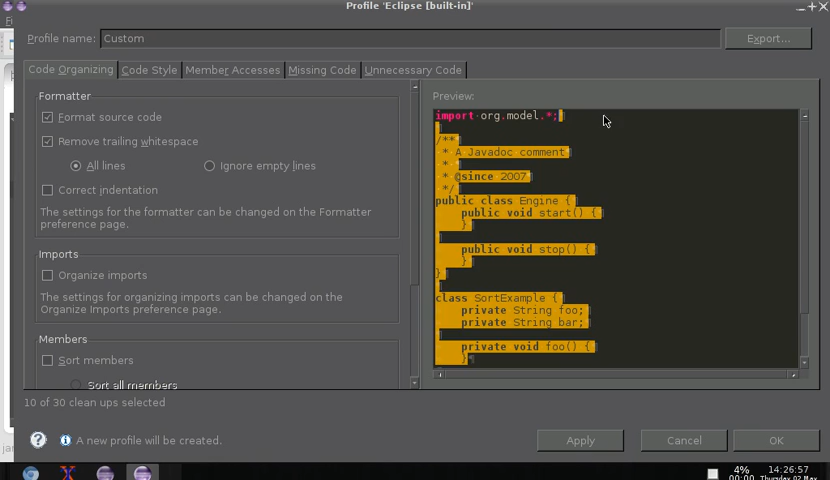 Profile 'Eclipse [built-in]'
Profile name: Custom Export...
Code Organizing Code Style Member Accesses Missing Code Unnecessary Code
Formatter
Format source code
Remove trailing whitespace
All lines Ignore empty lines
Correct indentation
The settings for the formatter can be changed on the Formatter
preference page.
Imports
Organize imports
The settings for organizing imports can be changed on the
Organize Imports preference page.
Members
Sort members
Sort all members
Preview:
import org.model.*;
/**
* A Javadoc comment
*
* @since 2007
*/
public class Engine {
public void start() {
}
public void stop() {
}
}
class SortExample {
private String foo;
private String bar;
private void foo() {
}
10 of 30 clean ups selected
A new profile will be created.
Apply Cancel OK
4%
00:00
14:26:57
Thursday 02 May